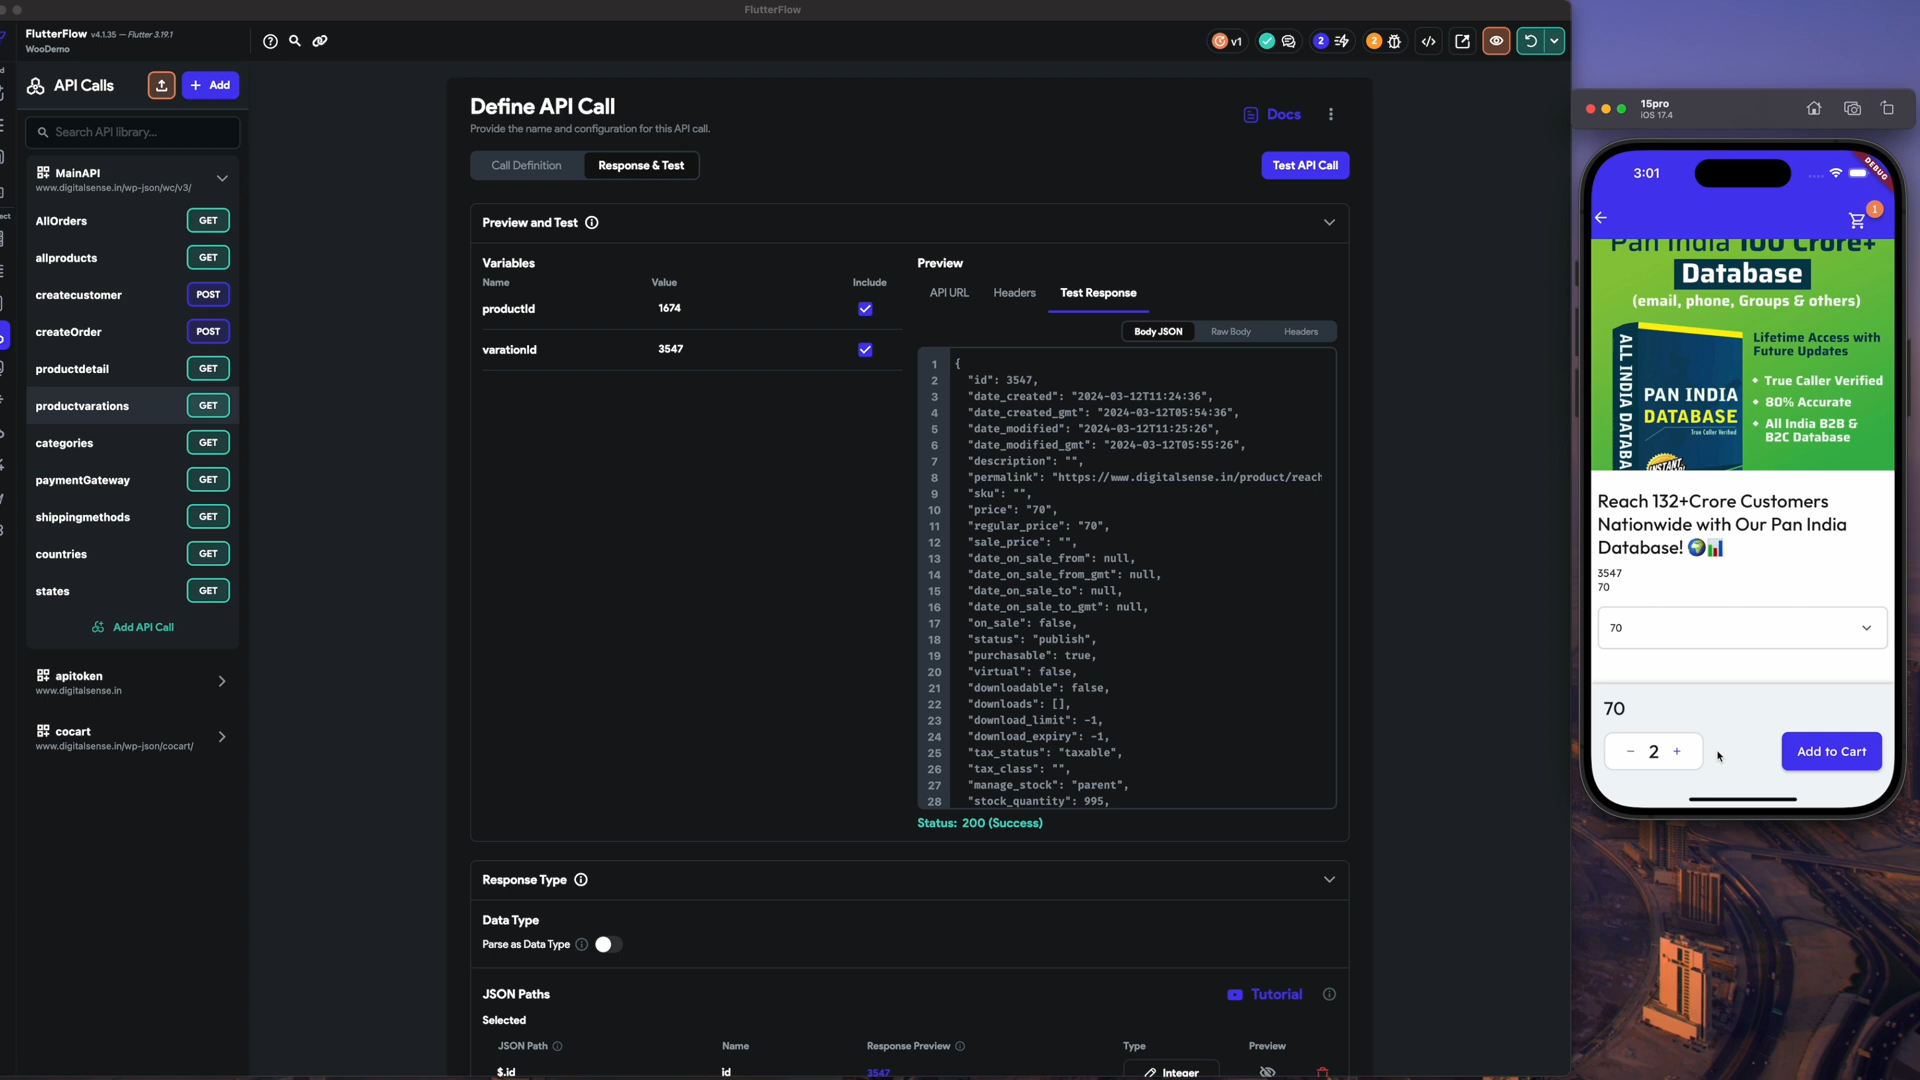 FlutterFlow
FlutterFlow v4.1.35 — Flutter 3.19.1
WooDemo
v1
2
2
API Calls
Add
Search API library...
MainAPI
www.digitalsense.in/wp-json/wc/v3/
AllOrders GET
allproducts GET
createcustomer POST
createOrder POST
productdetail GET
productvarations GET
categories GET
paymentGateway GET
shippingmethods GET
countries GET
states GET
Add API Call
apitoken
www.digitalsense.in
cocart
www.digitalsense.in/wp-json/cocart/
Define API Call
Provide the name and configuration for this API call.
Docs
Call Definition
Response & Test
Test API Call
Preview and Test
Variables
Name Value Include
productId 1674
varationId 3547
Preview
API URL Headers Test Response
Body JSON Raw Body Headers
1 {
2 "id": 3547,
3 "date_created": "2024-03-12T11:24:36",
4 "date_created_gmt": "2024-03-12T05:54:36",
5 "date_modified": "2024-03-12T11:25:26",
6 "date_modified_gmt": "2024-03-12T05:55:26",
7 "description": "",
8 "permalink": "https://www.digitalsense.in/product/reach
9 "sku": "",
10 "price": "70",
11 "regular_price": "70",
12 "sale_price": "",
13 "date_on_sale_from": null,
14 "date_on_sale_from_gmt": null,
15 "date_on_sale_to": null,
16 "date_on_sale_to_gmt": null,
17 "on_sale": false,
18 "status": "publish",
19 "purchasable": true,
20 "virtual": false,
21 "downloadable": false,
22 "downloads": [],
23 "download_limit": -1,
24 "download_expiry": -1,
25 "tax_status": "taxable",
26 "tax_class": "",
27 "manage_stock": "parent",
28 "stock_quantity": 995,
Status: 200 (Success)
Response Type
Data Type
Parse as Data Type
JSON Paths
Tutorial
Selected
JSON Path Name Response Preview Type Preview
$.id id 3547 Integer
15pro
iOS 17.4
3:01
DEBUG
1
Pan India 100 Crore+
Database
(email, phone, Groups & others)
ALL INDIA DATABA
PAN INDIA
DATABASE
True Caller Verified
INSTANT
Lifetime Access with
Future Updates
True Caller Verified
80% Accurate
All India B2B &
B2C Database
Reach 132+Crore Customers
Nationwide with Our Pan India
Database! 🌍📊
3547
70
70
70
− 2 +
Add to Cart